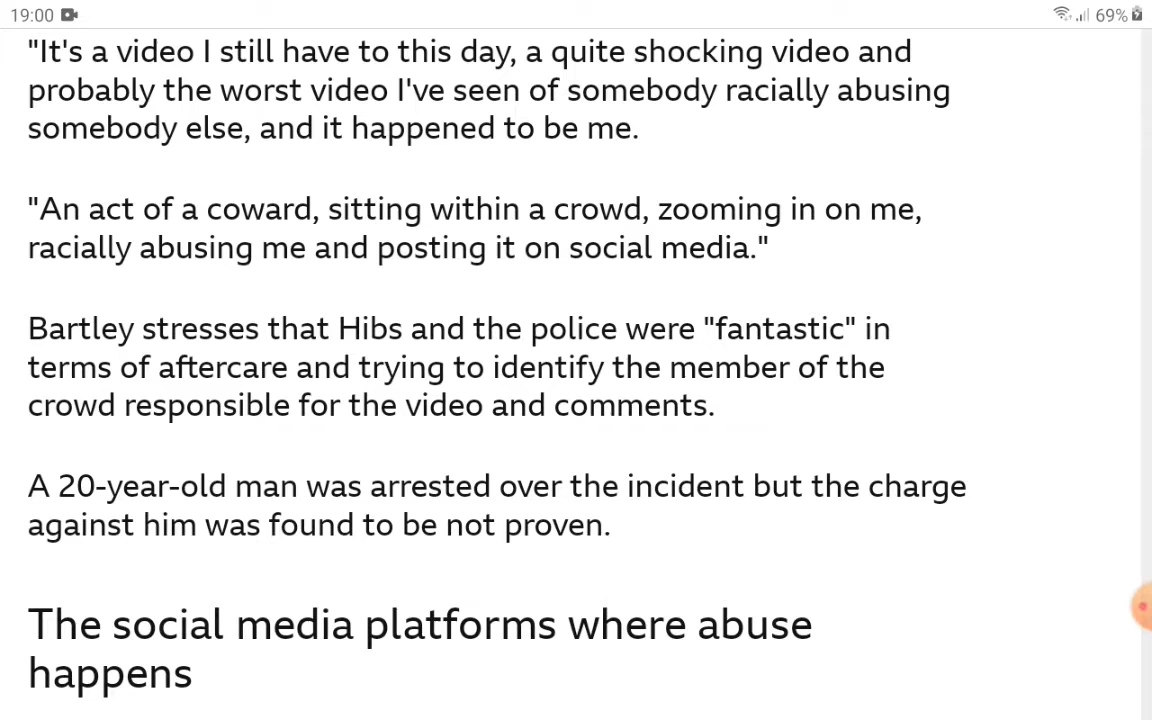 19:00
69%
"It's a video I still have to this day, a quite shocking video and
probably the worst video I've seen of somebody racially abusing
somebody else, and it happened to be me.
"An act of a coward, sitting within a crowd, zooming in on me,
racially abusing me and posting it on social media."
Bartley stresses that Hibs and the police were "fantastic" in
terms of aftercare and trying to identify the member of the
crowd responsible for the video and comments.
A 20-year-old man was arrested over the incident but the charge
against him was found to be not proven.
The social media platforms where abuse
happens